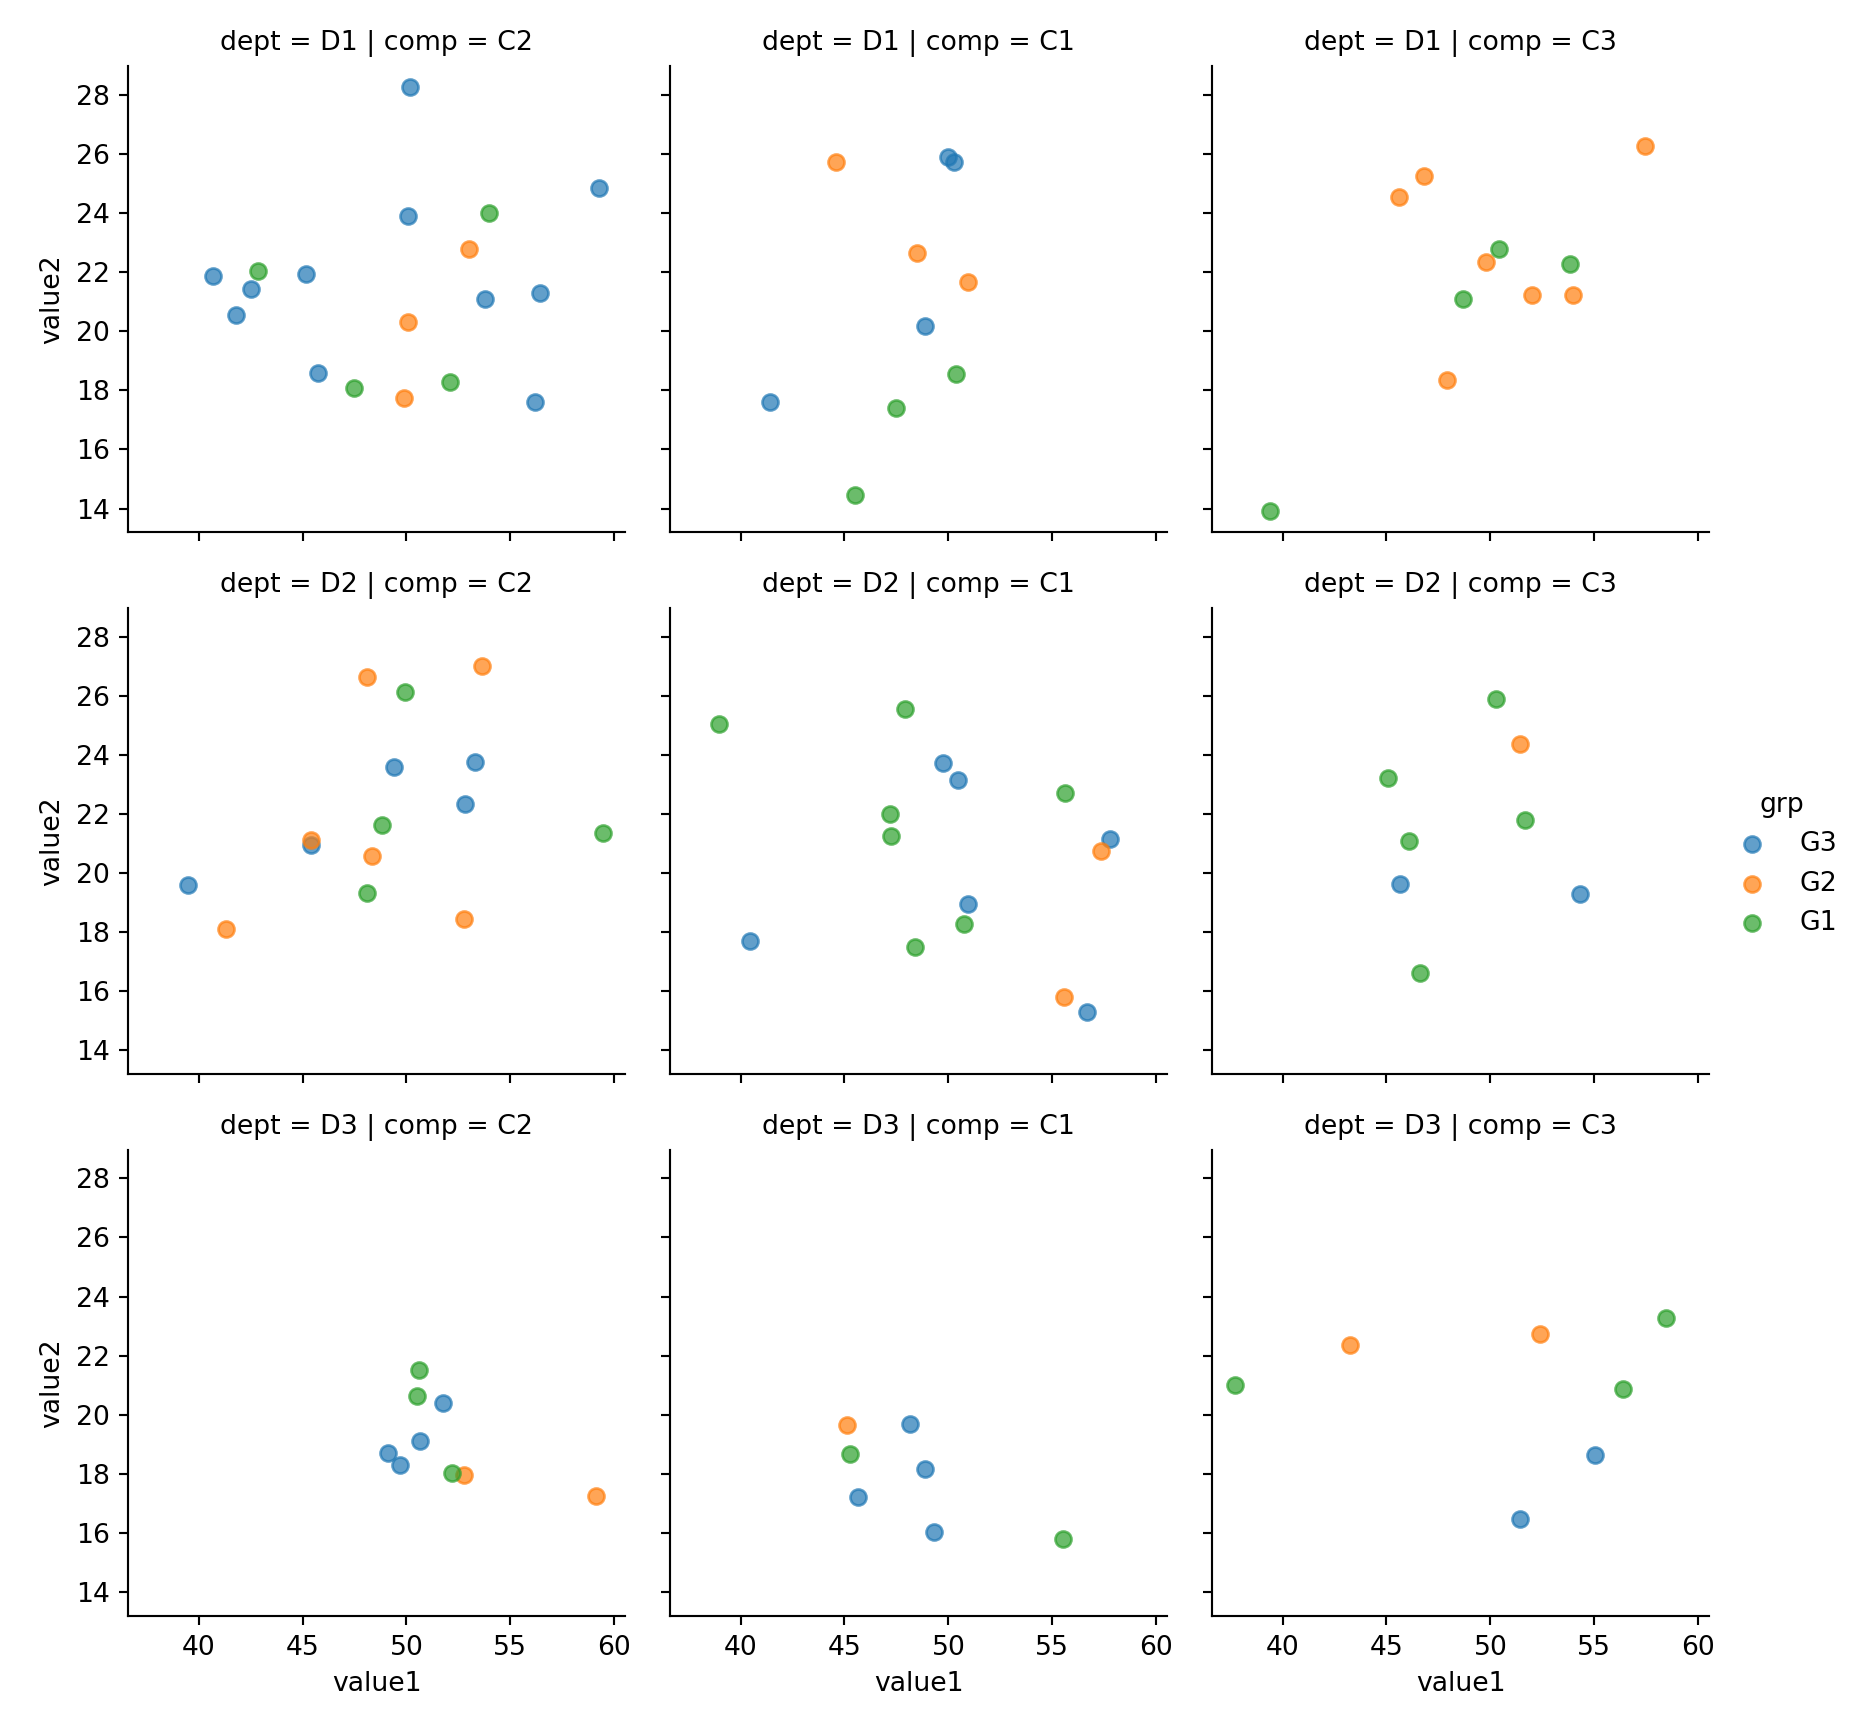 dept = D1 | comp = C2
dept = D1 | comp = C1
dept = D1 | comp = C3
28
26
24
22
20
18
16
14
value2
dept = D2 | comp = C2
dept = D2 | comp = C1
dept = D2 | comp = C3
28
26
24
22
20
18
16
14
value2
grp
G3
G2
G1
dept = D3 | comp = C2
dept = D3 | comp = C1
dept = D3 | comp = C3
28
26
24
22
20
18
16
14
value2
40 45 50 55 60
40 45 50 55 60
40 45 50 55 60
value1
value1
value1